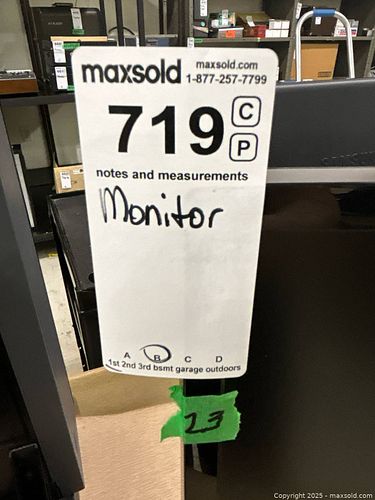 maxsold
maxsold.com
1-877-257-7799
719
C
P
notes and measurements
Monitor
A B C D
1st 2nd 3rd bsmt garage outdoors
23
Copyright 2025 - maxsold.com